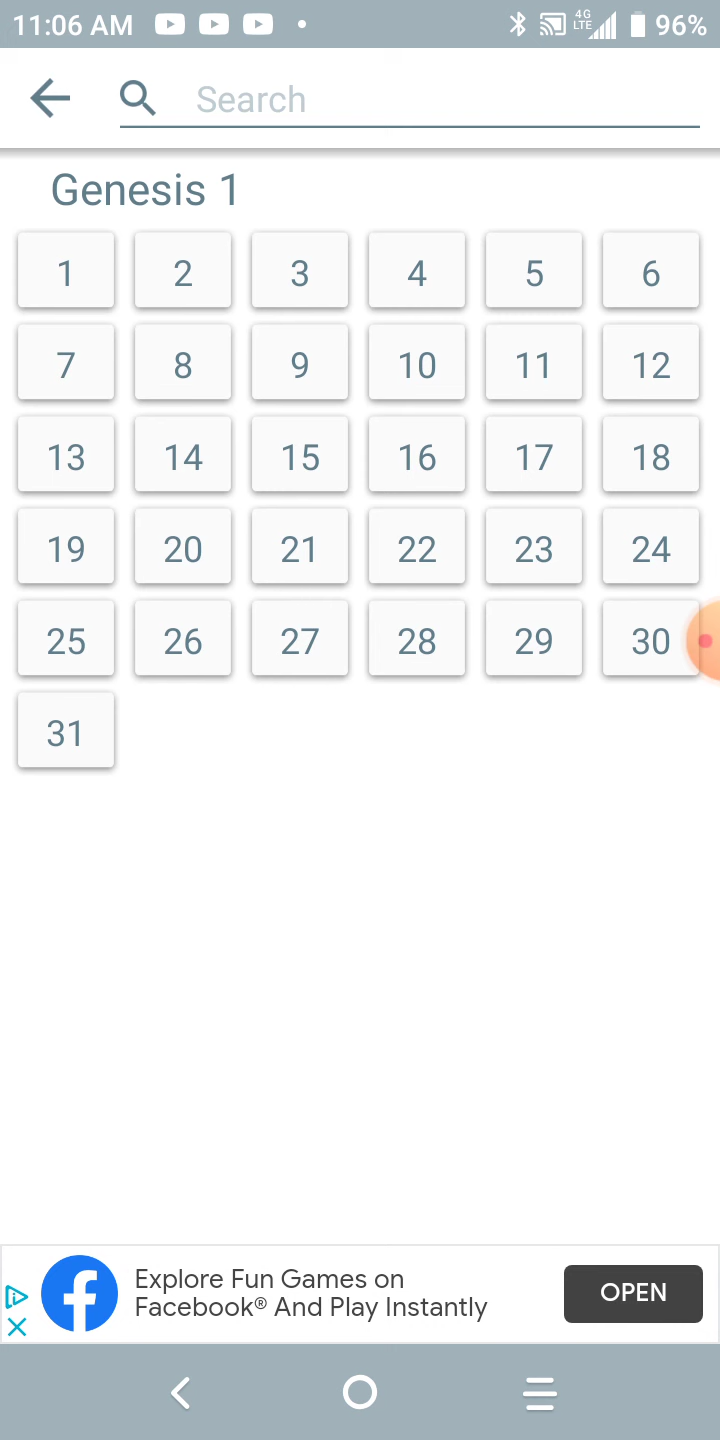 11:06 AM 4G LTE 96%
Search
Genesis 1
1 2 3 4 5 6
7 8 9 10 11 12
13 14 15 16 17 18
19 20 21 22 23 24
25 26 27 28 29 30
31
Explore Fun Games on
Facebook® And Play Instantly
OPEN